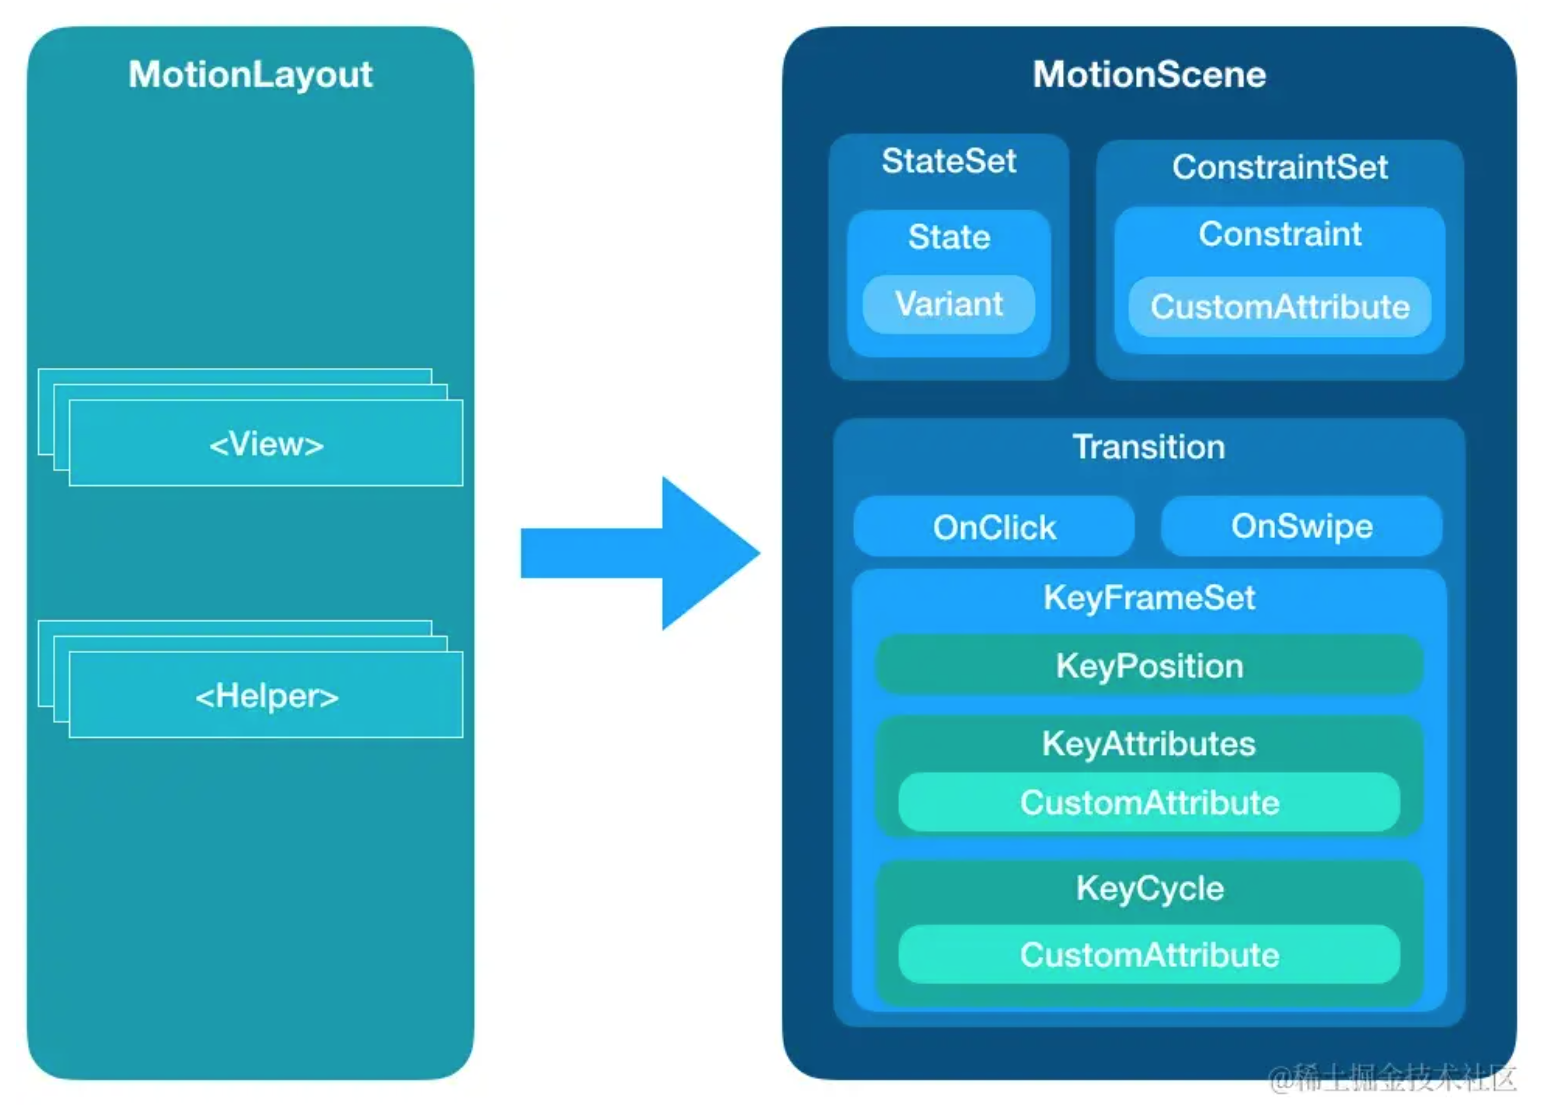 MotionLayout
<View>
<Helper>
MotionScene
StateSet
State
Variant
ConstraintSet
Constraint
CustomAttribute
Transition
OnClick
OnSwipe
KeyFrameSet
KeyPosition
KeyAttributes
CustomAttribute
KeyCycle
CustomAttribute
@稀土掘金技术社区